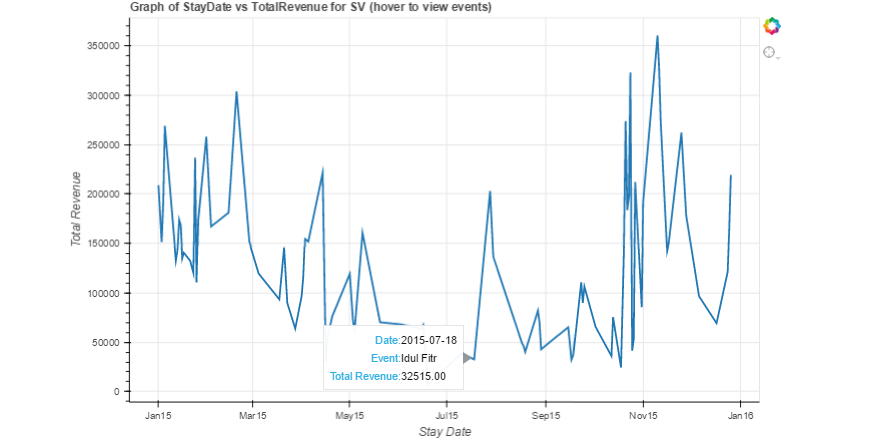 Graph of StayDate vs TotalRevenue for SV (hover to view events)
350000
300000
250000
200000
150000
100000
50000
0
Total Revenue
Date:2015-07-18
Event:Idul Fitr
Total Revenue:32515.00
Jan15 Mar15 May15 Jul15 Sep15 Nov15 Jan16
Stay Date